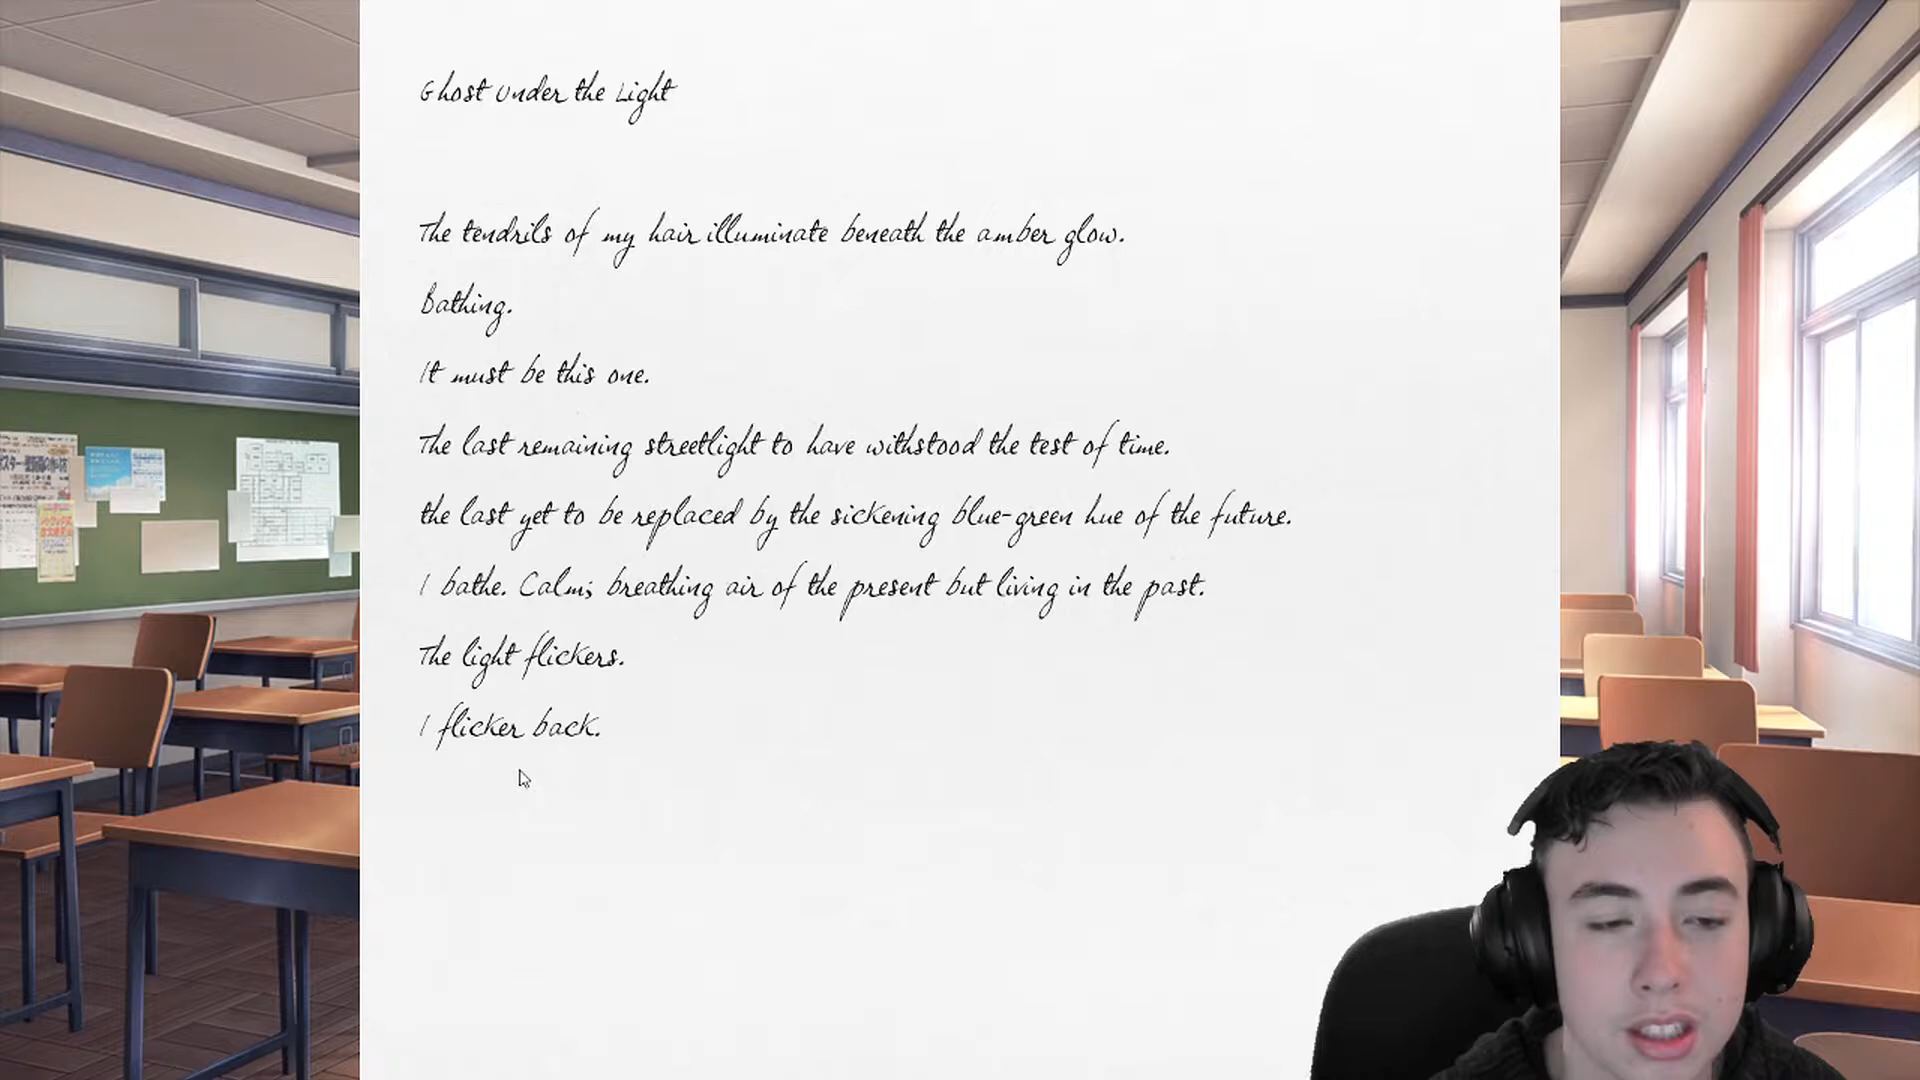 Ghost Under the Light
The tendrils of my hair illuminate beneath the amber glow.
Bathing.
It must be this one.
The last remaining streetlight to have withstood the test of time.
the last yet to be replaced by the sickening blue-green hue of the future.
I bathe. Calm; breathing air of the present but living in the past.
The light flickers.
I flicker back.